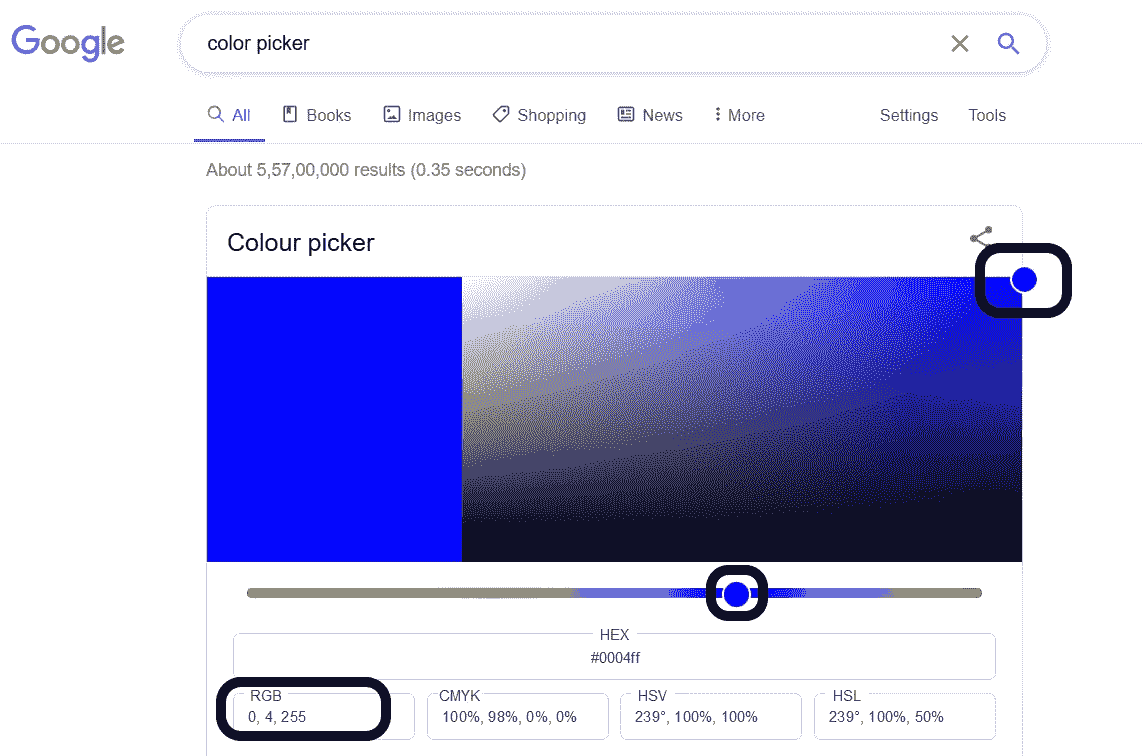 Google
color picker
All Books Images Shopping News More Settings Tools
About 5,57,00,000 results (0.35 seconds)
Colour picker
HEX
#0004ff
RGB CMYK HSV HSL
0, 4, 255 100%, 98%, 0%, 0% 239°, 100%, 100% 239°, 100%, 50%